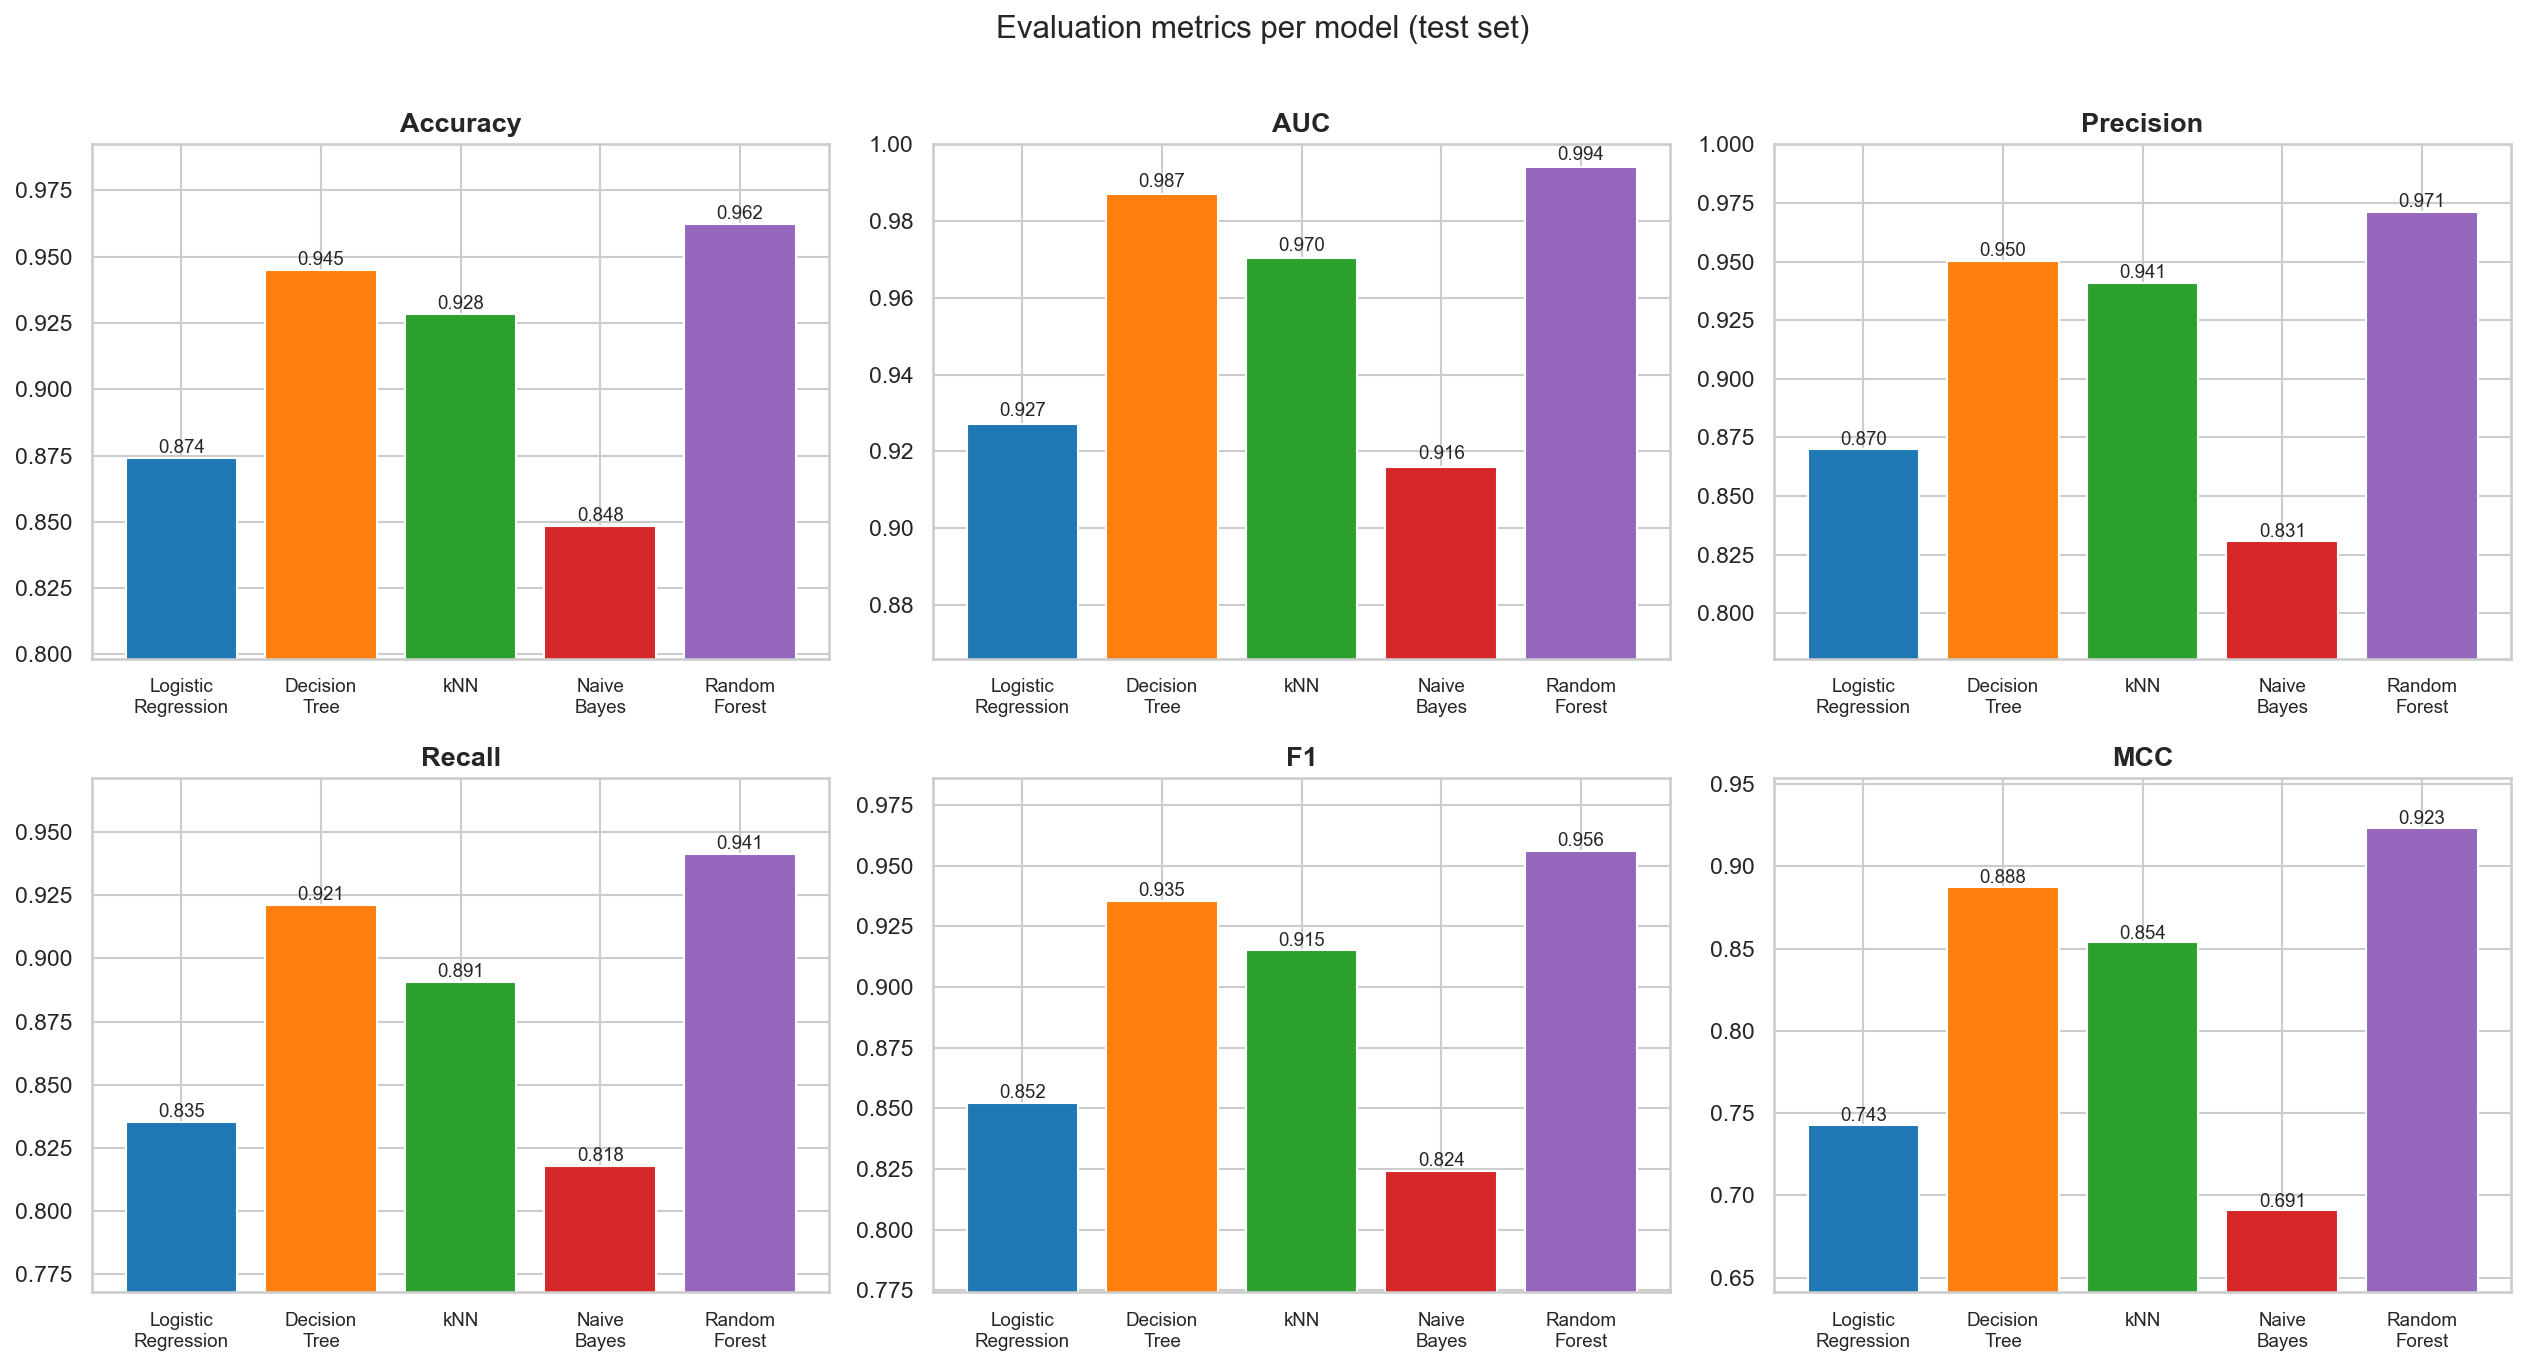 Evaluation metrics per model (test set)
Accuracy
0.975
0.950
0.925
0.900
0.875
0.850
0.825
0.800
0.874
0.945
0.928
0.848
0.962
Logistic
Regression
Decision
Tree
kNN
Naive
Bayes
Random
Forest
AUC
1.00
0.98
0.96
0.94
0.92
0.90
0.88
0.927
0.987
0.970
0.916
0.994
Logistic
Regression
Decision
Tree
kNN
Naive
Bayes
Random
Forest
Precision
1.000
0.975
0.950
0.925
0.900
0.875
0.850
0.825
0.800
0.870
0.950
0.941
0.831
0.971
Logistic
Regression
Decision
Tree
kNN
Naive
Bayes
Random
Forest
Recall
0.950
0.925
0.900
0.875
0.850
0.825
0.800
0.775
0.835
0.921
0.891
0.818
0.941
Logistic
Regression
Decision
Tree
kNN
Naive
Bayes
Random
Forest
F1
0.975
0.950
0.925
0.900
0.875
0.850
0.825
0.800
0.775
0.852
0.935
0.915
0.824
0.956
Logistic
Regression
Decision
Tree
kNN
Naive
Bayes
Random
Forest
MCC
0.95
0.90
0.85
0.80
0.75
0.70
0.65
0.743
0.888
0.854
0.691
0.923
Logistic
Regression
Decision
Tree
kNN
Naive
Bayes
Random
Forest